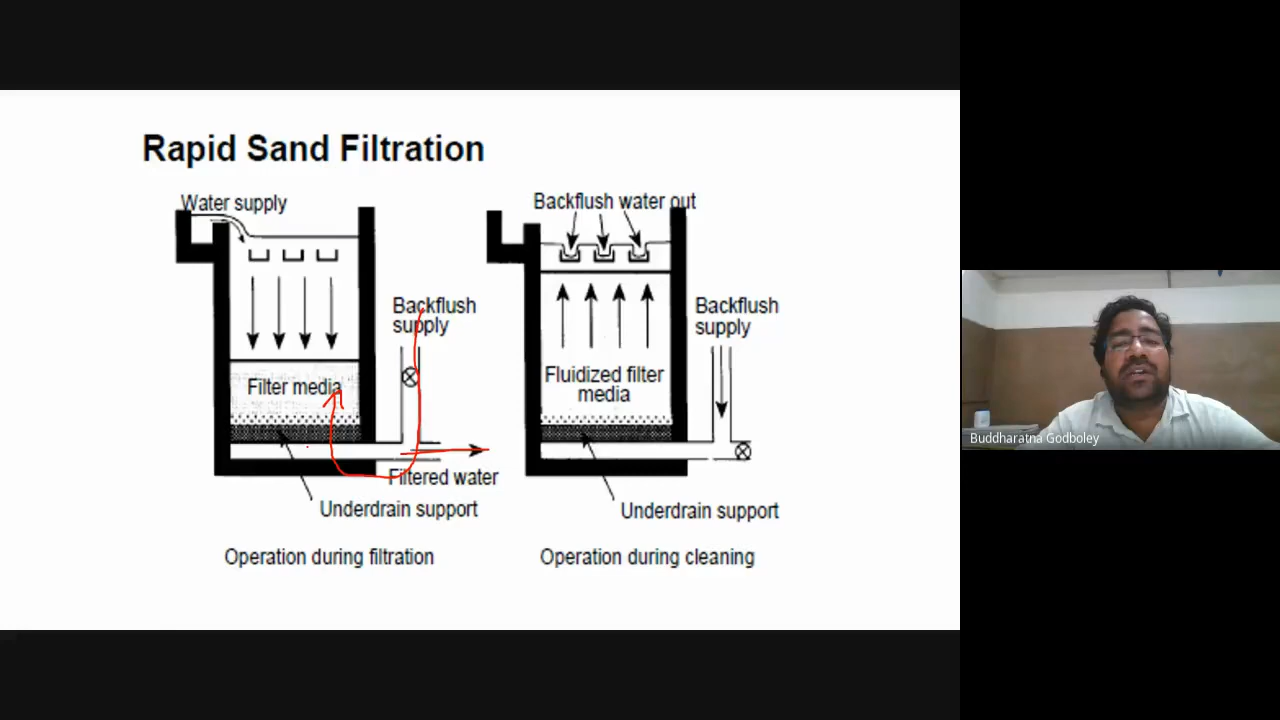 Rapid Sand Filtration
Water supply
Backflush
supply
Filter media
Filtered water
Underdrain support
Operation during filtration
Backflush water out
Backflush
supply
Fluidized filter
media
Underdrain support
Operation during cleaning
Buddharatna Godboley